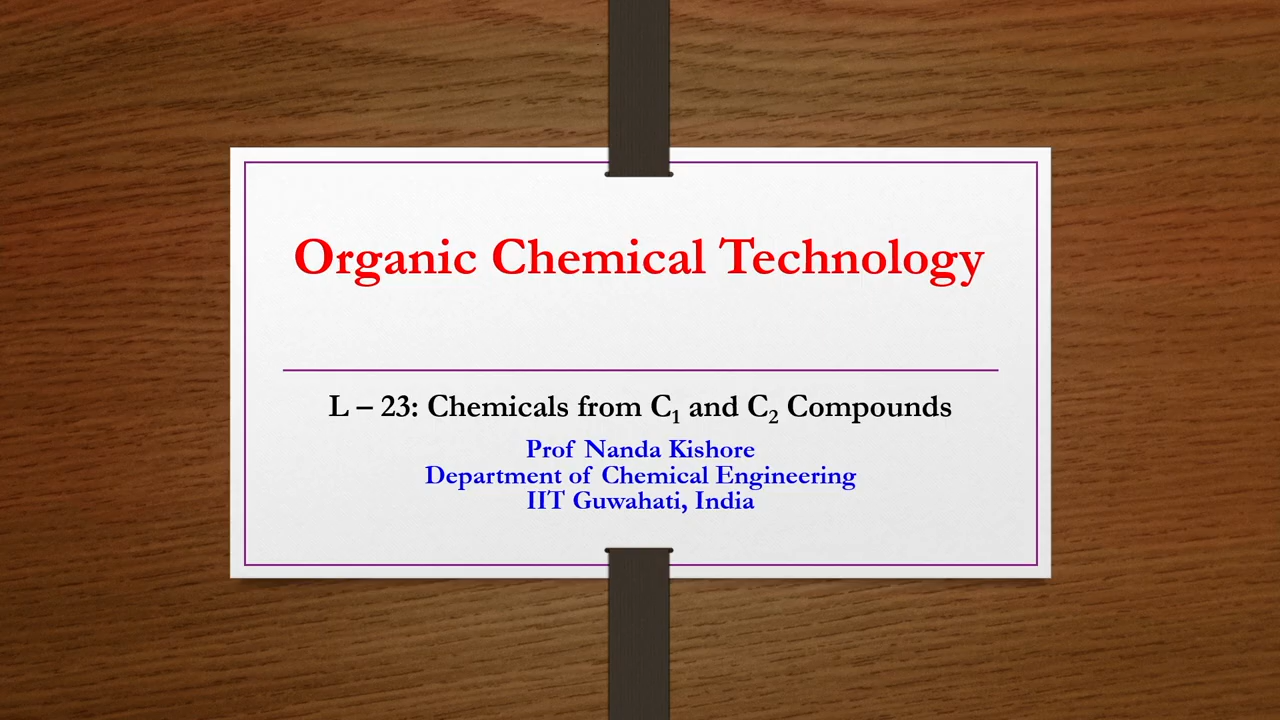 Organic Chemical Technology
L – 23: Chemicals from C₁ and C₂ Compounds
Prof Nanda Kishore
Department of Chemical Engineering
IIT Guwahati, India